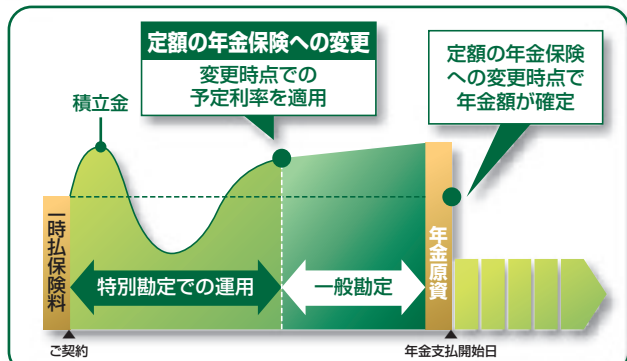 定額の年金保険への変更
変更時点での
予定利率を適用
定額の年金保険
への変更時点で
年金額が確定
積立金
一時払保険料
特別勘定での運用
一般勘定
年金原資
ご契約
年金支払開始日